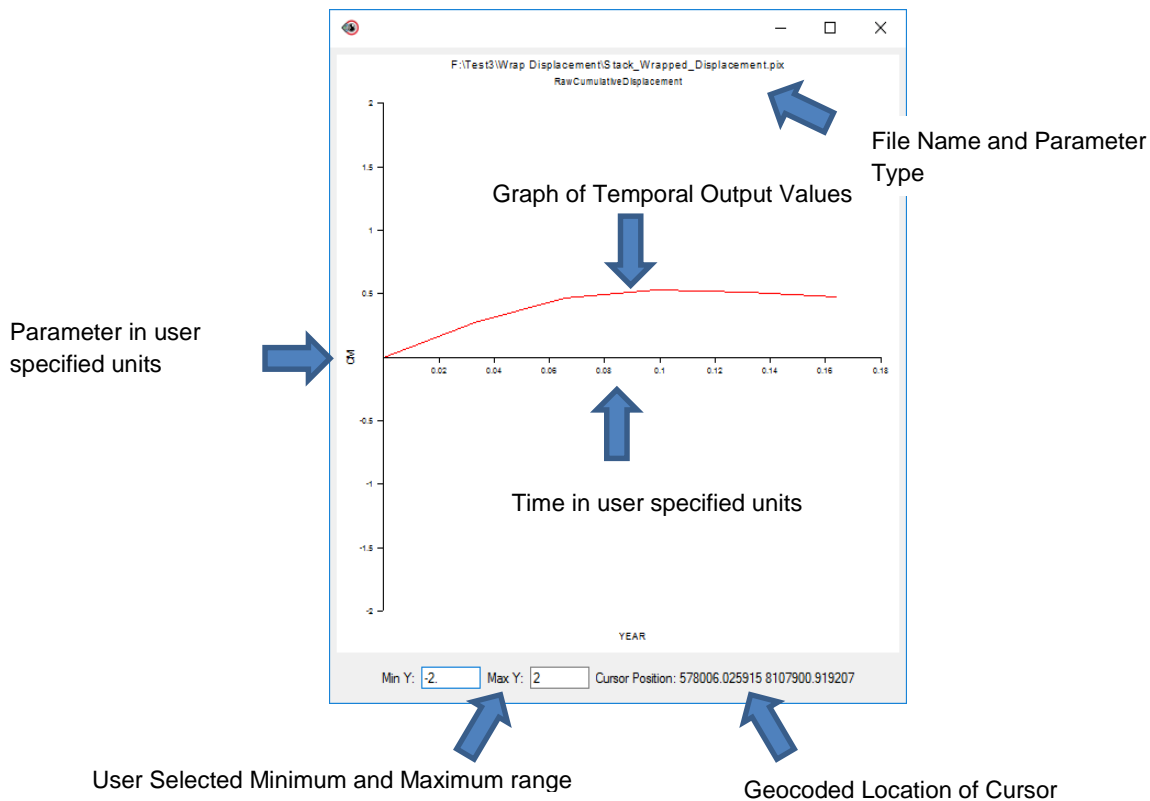 F:\Test3\Wrap Displacement\Stack_Wrapped_Displacement.pix
RawCumulativeDisplacement
File Name and Parameter
Type
2
1.5
1
0.5
-0.5
-1
-1.5
-2
Graph of Temporal Output Values
Parameter in user
specified units
CM
0.02 0.04 0.06 0.08 0.1 0.12 0.14 0.16 0.18
Time in user specified units
YEAR
Min Y: -2. Max Y: 2 Cursor Position: 578006.025915 8107900.919207
User Selected Minimum and Maximum range
Geocoded Location of Cursor